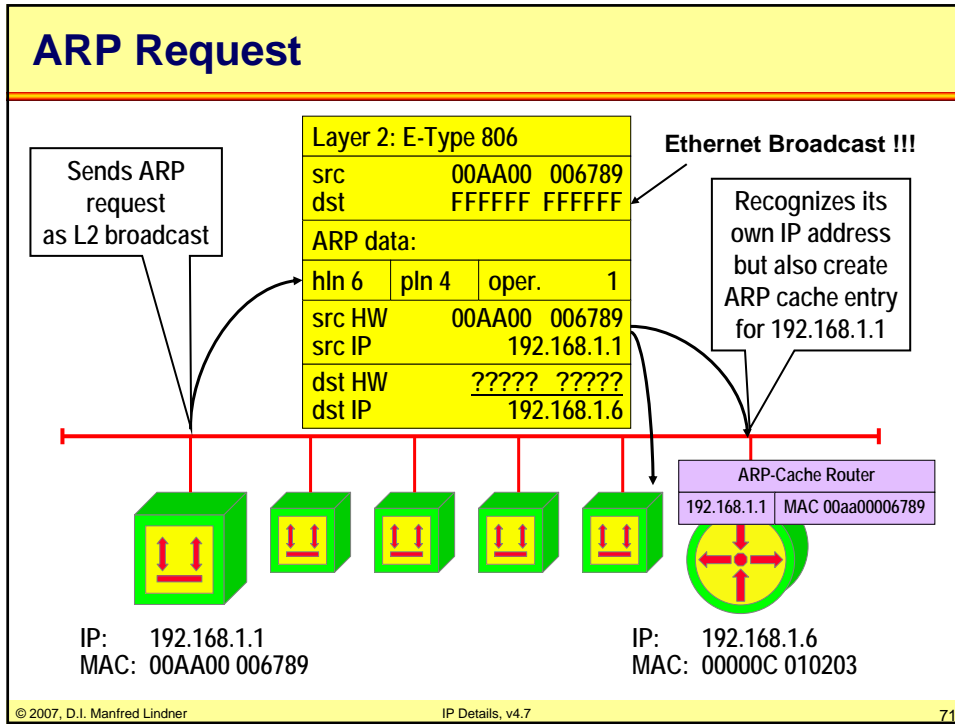 ARP Request
Layer 2: E-Type 806
src 00AA00 006789
dst FFFFFF FFFFFF
ARP data:
hln 6 pln 4 oper. 1
src HW 00AA00 006789
src IP 192.168.1.1
dst HW ????? ?????
dst IP 192.168.1.6
Sends ARP
request
as L2 broadcast
Ethernet Broadcast !!!
Recognizes its
own IP address
but also create
ARP cache entry
for 192.168.1.1
ARP-Cache Router
192.168.1.1 MAC 00aa00006789
IP: 192.168.1.1
MAC: 00AA00 006789
IP: 192.168.1.6
MAC: 00000C 010203
© 2007, D.I. Manfred Lindner
IP Details, v4.7
71